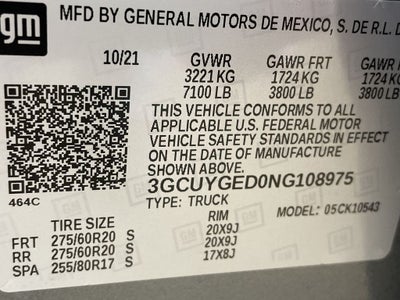 gm
MFD BY GENERAL MOTORS DE MEXICO, S. DE R.L. D
10/21 GVWR GAWR FRT GAWR
3221 KG 1724 KG 1724 K
7100 LB 3800 LB 3800 LB
THIS VEHICLE CONFORMS TO ALL
APPLICABLE U.S. FEDERAL MOTOR
VEHICLE SAFETY STANDARDS IN EFFECT
ON THE DATE OF MANUFACTURE SHOWN ABOVE.
464C 3GCUYGED0NG108975
TYPE: TRUCK MODEL: 05CK10543
TIRE SIZE RIM
FRT 275/60R20 S 20X9J
RR 275/60R20 S 20X9J
SPA 255/80R17 S 17X8J